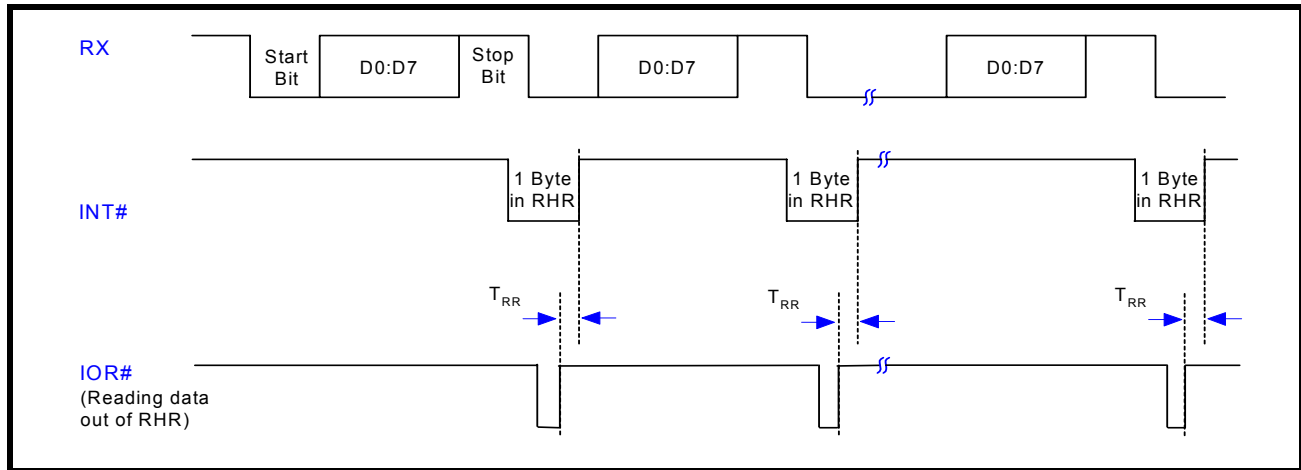 RX
Start
Bit
D0:D7
Stop
Bit
D0:D7
D0:D7
INT#
1 Byte
in RHR
1 Byte
in RHR
1 Byte
in RHR
TRR
TRR
TRR
IOR#
(Reading data
out of RHR)